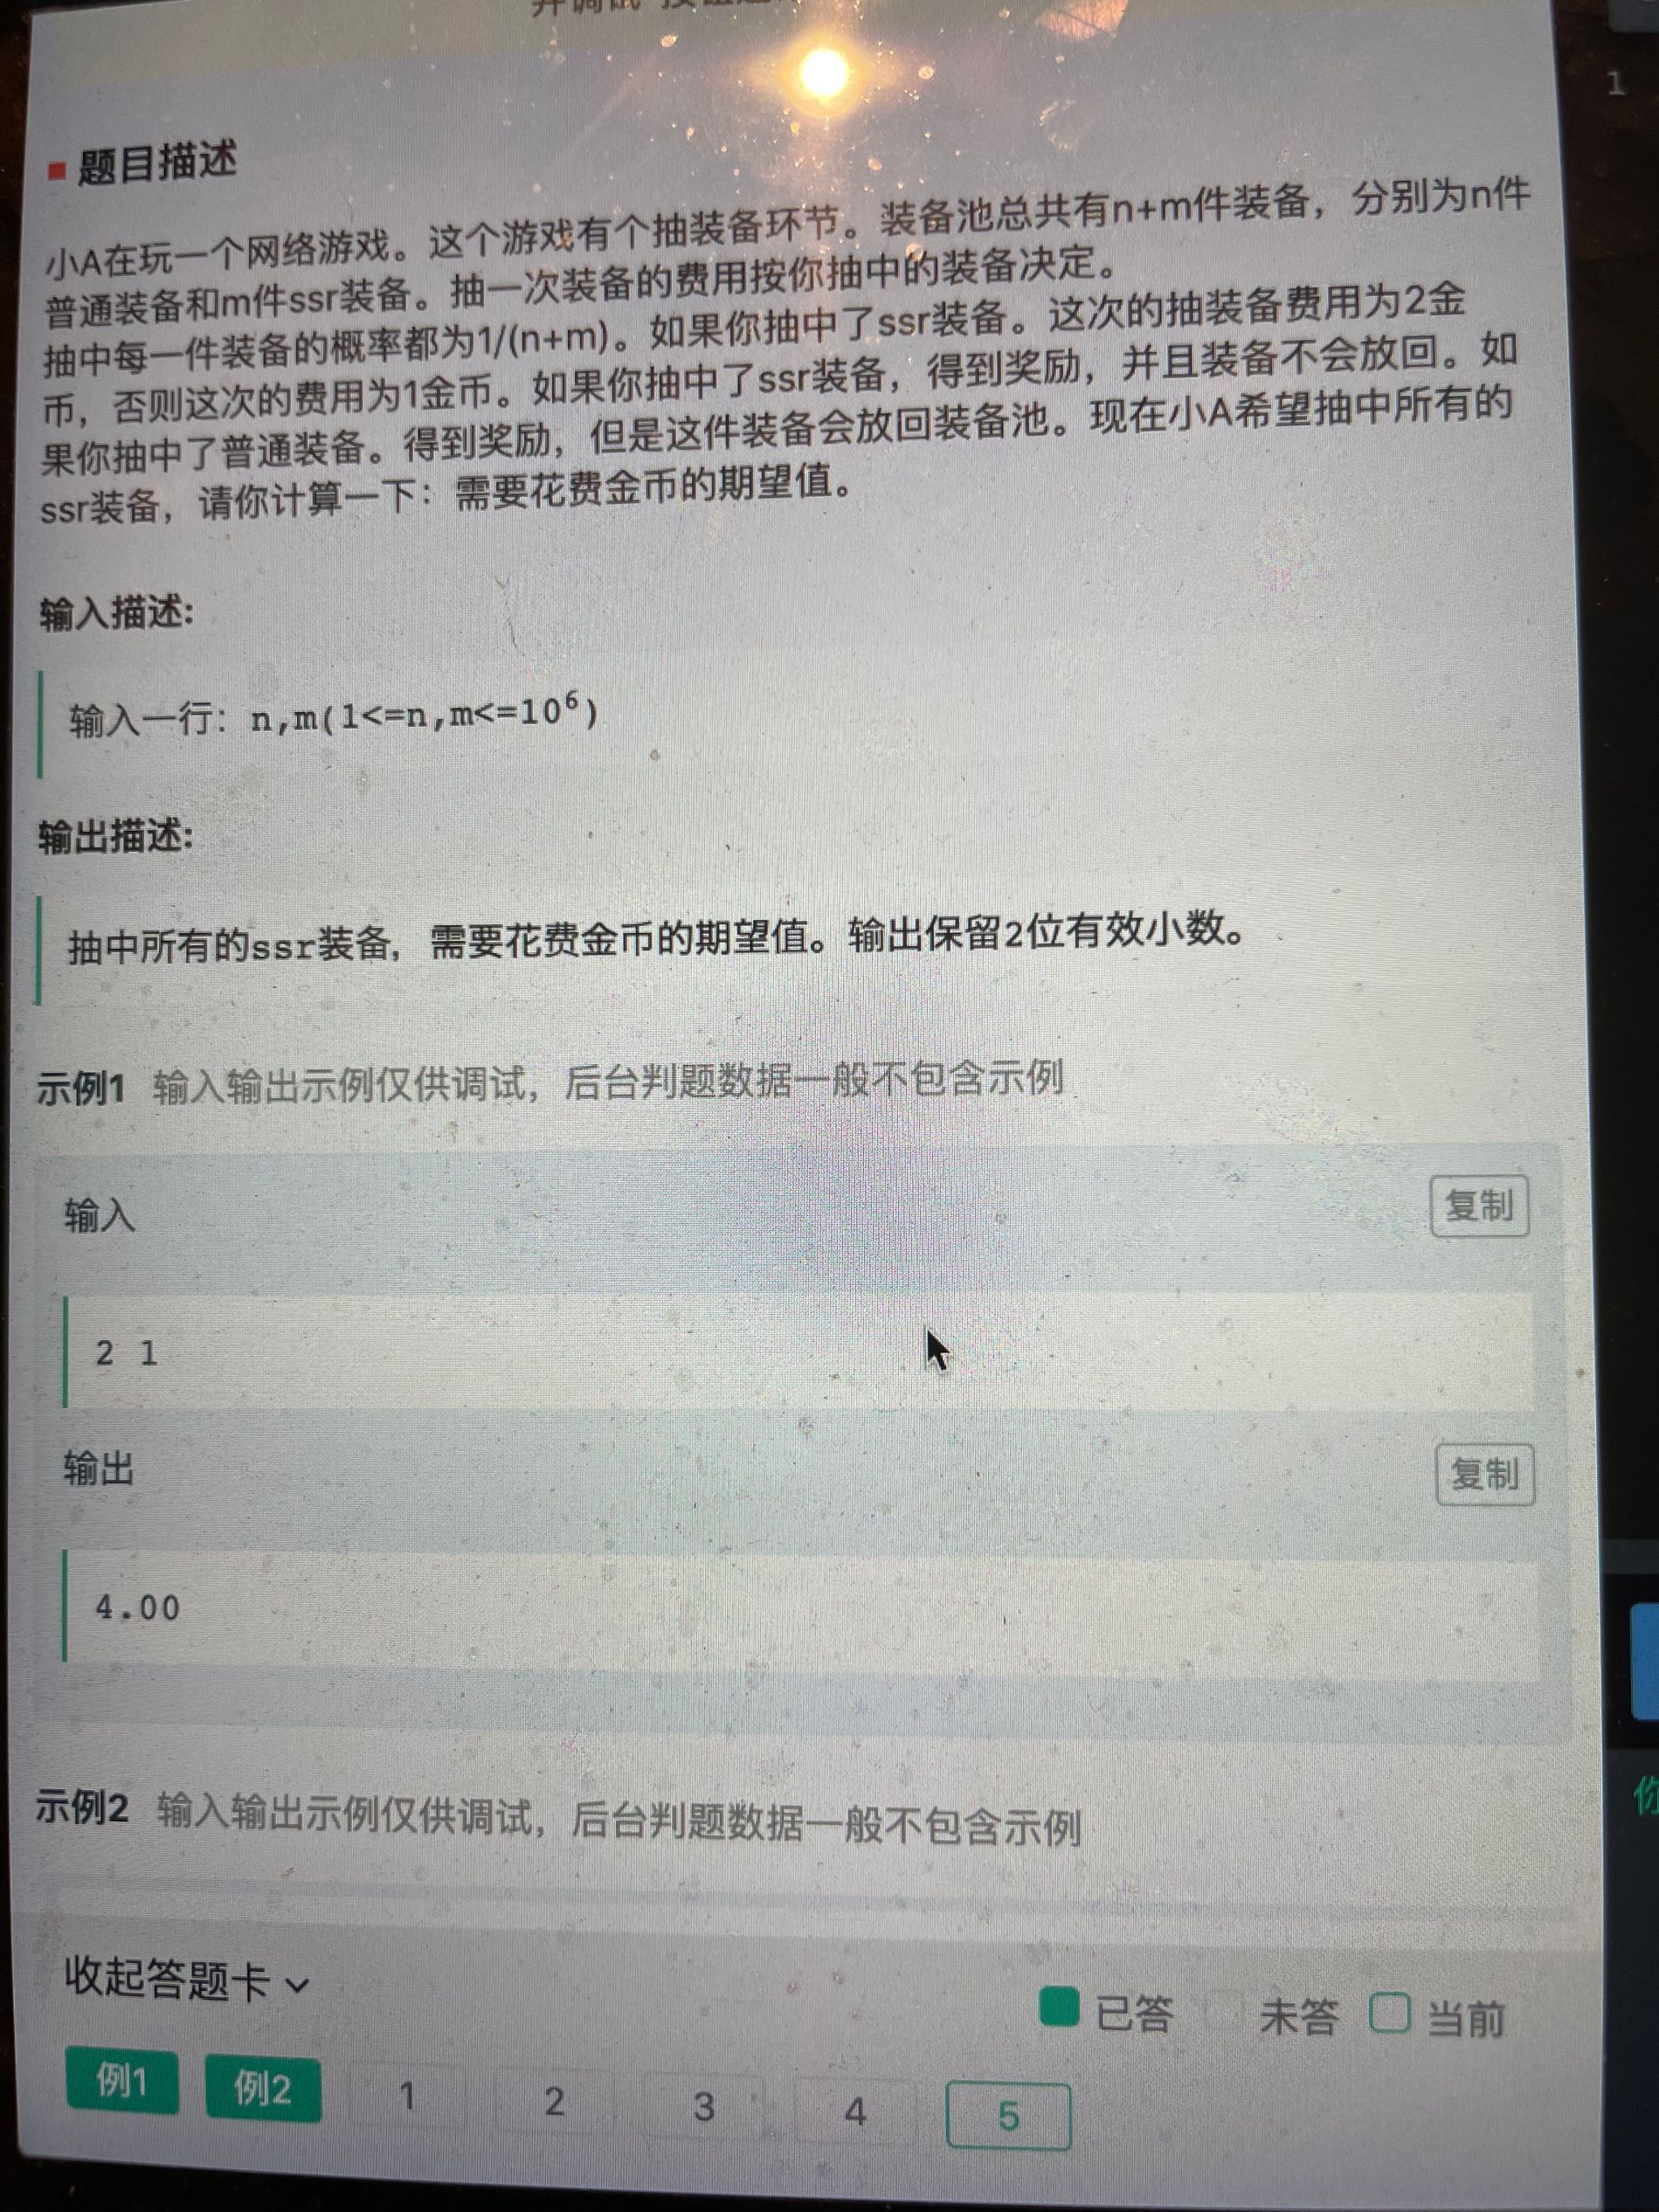 ■ 题目描述
小A在玩一个网络游戏。这个游戏有个抽装备环节。装备池总共有n+m件装备，分别为n件
普通装备和m件ssr装备。抽一次装备的费用按你抽中的装备决定。
抽中每一件装备的概率都为1/(n+m)。如果你抽中了ssr装备。这次的抽装备费用为2金
币，否则这次的费用为1金币。如果你抽中了ssr装备，得到奖励，并且装备不会放回。如
果你抽中了普通装备。得到奖励，但是这件装备会放回装备池。现在小A希望抽中所有的
ssr装备，请你计算一下：需要花费金币的期望值。
输入描述:
输入一行：n,m(1<=n,m<=10⁶)
输出描述:
抽中所有的ssr装备，需要花费金币的期望值。输出保留2位有效小数。
示例1 输入输出示例仅供调试，后台判题数据一般不包含示例
输入 复制
2 1
输出 复制
4.00
示例2 输入输出示例仅供调试，后台判题数据一般不包含示例
收起答题卡
已答 未答 当前
例1 例2 1 2 3 4 5
1
你